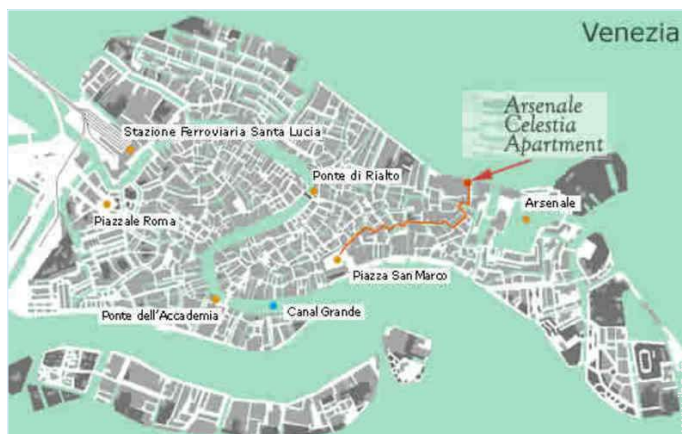 Venezia
Arsenale
Celestia
Apartment
Stazione Ferroviaria Santa Lucia
Ponte di Rialto
Arsenale
Piazzale Roma
Piazza San Marco
Ponte dell'Accademia
Canal Grande